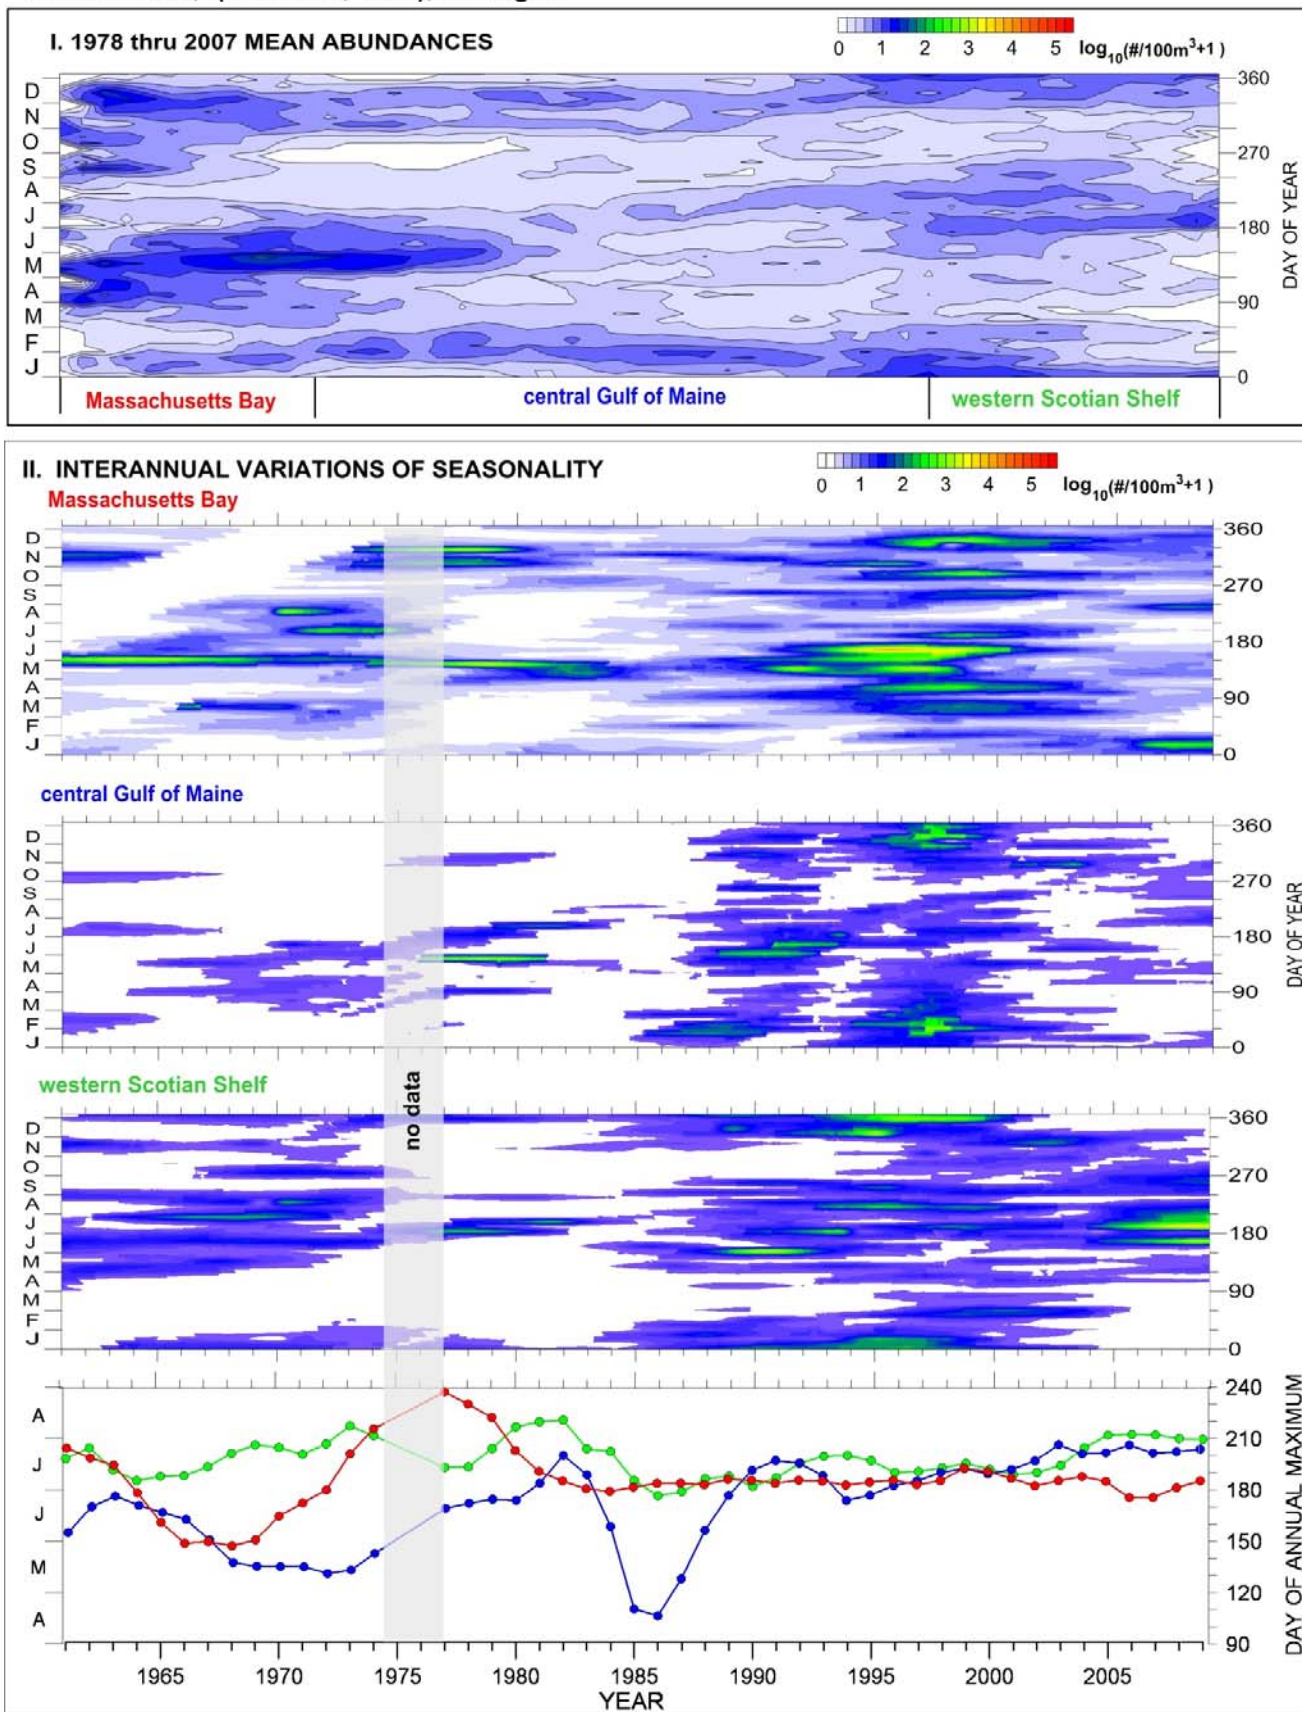 I. 1978 thru 2007 MEAN ABUNDANCES
0 1 2 3 4 5 log10(#/100m3+1)
D
N
O
S
A
J
J
M
A
M
F
J
360
270
180
90
0
DAY OF YEAR
Massachusetts Bay central Gulf of Maine western Scotian Shelf
II. INTERANNUAL VARIATIONS OF SEASONALITY
0 1 2 3 4 5 log10(#/100m3+1)
Massachusetts Bay
D
N
O
S
A
J
J
M
A
M
F
J
360
270
180
90
0
central Gulf of Maine
D
N
O
S
A
J
J
M
A
M
F
J
360
270
180
90
0
DAY OF YEAR
western Scotian Shelf
no data
D
N
O
S
A
J
J
M
A
M
F
J
360
270
180
90
0
A
J
J
M
A
240
210
180
150
120
90
DAY OF ANNUAL MAXIMUM
1965 1970 1975 1980 1985 1990 1995 2000 2005
YEAR